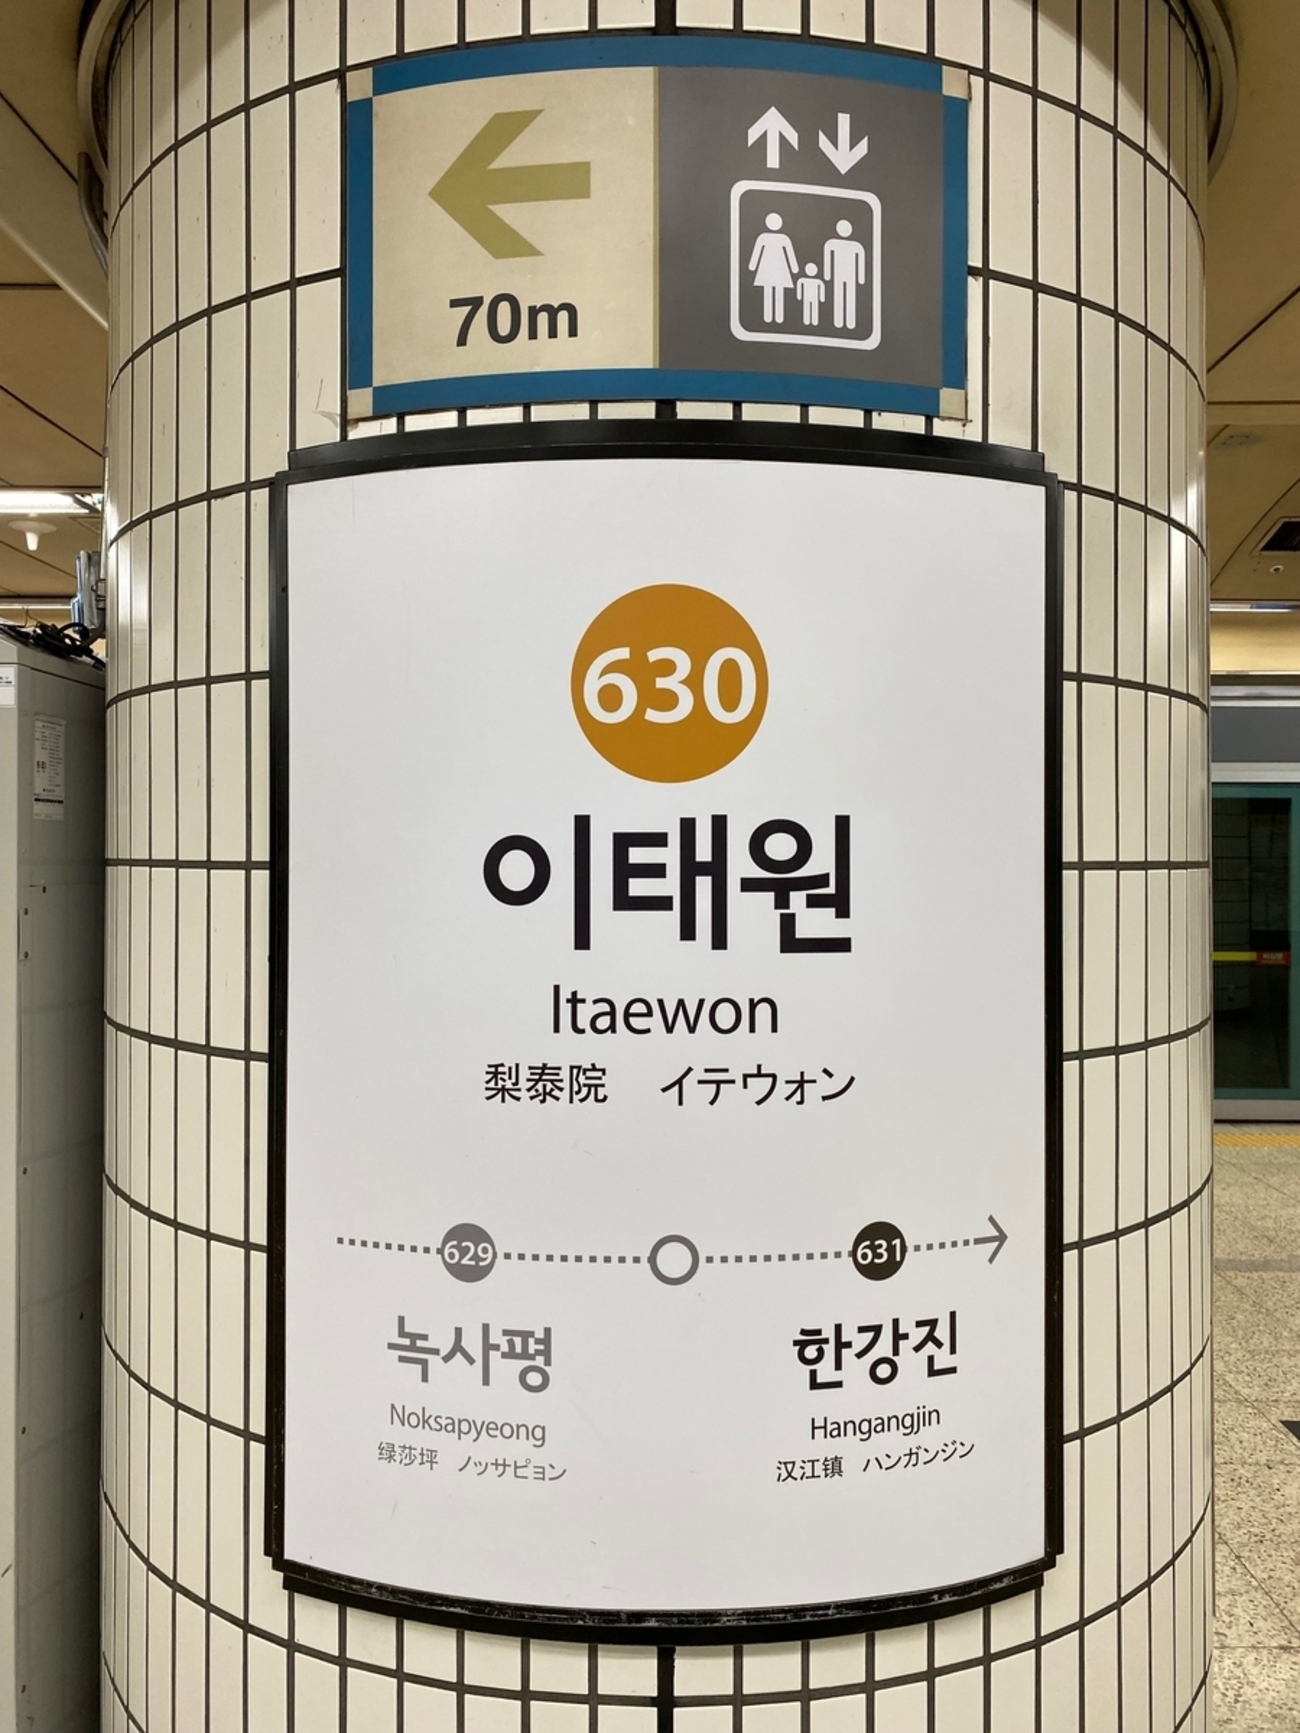 70m
630
이태원
Itaewon
梨泰院 イテウォン
629 631
녹사평 한강진
Noksapyeong Hangangjin
绿莎坪 ノッサピョン 汉江镇 ハンガンジン